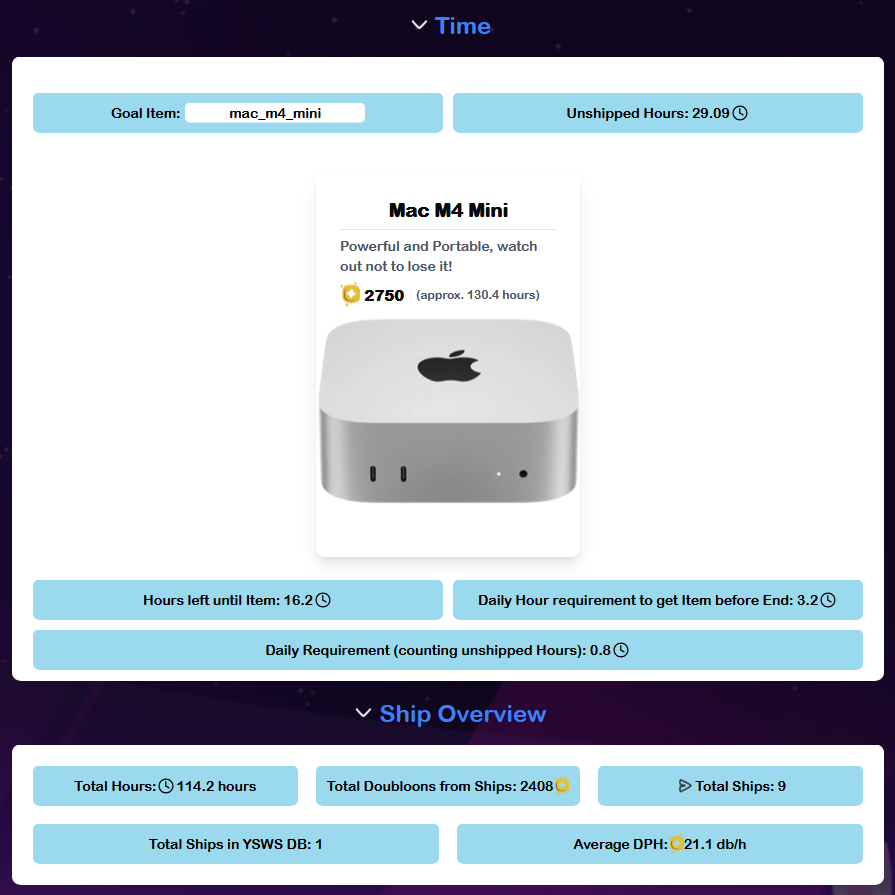 Time
Goal Item: mac_m4_mini
Unshipped Hours: 29.09
Mac M4 Mini
Powerful and Portable, watch
out not to lose it!
2750 (approx. 130.4 hours)
Hours left until Item: 16.2
Daily Hour requirement to get Item before End: 3.2
Daily Requirement (counting unshipped Hours): 0.8
Ship Overview
Total Hours: 114.2 hours
Total Doubloons from Ships: 2408
Total Ships: 9
Total Ships in YSWS DB: 1
Average DPH: 21.1 db/h